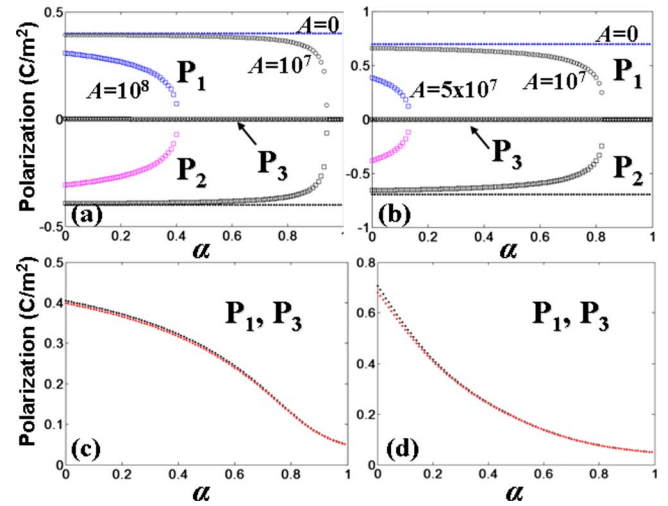 0.5
A=0
P₁
A=10⁷
A=10⁸
0
P₃
P₂
(a)
-0.5
0 0.2 0.4 0.6 0.8
α
Polarization (C/m²)
1
A=0
0.5
P₁
A=5x10⁷
A=10⁷
0
P₃
-0.5
P₂
(b)
-1
0 0.2 0.4 0.6 0.8 1
α
0.5
0.4
P₁, P₃
0.3
0.2
0.1
(c)
0
0 0.2 0.4 0.6 0.8 1
α
Polarization (C/m²)
0.8
P₁, P₃
0.6
0.4
0.2
(d)
0
0.2 0.4 0.6 0.8 1
α